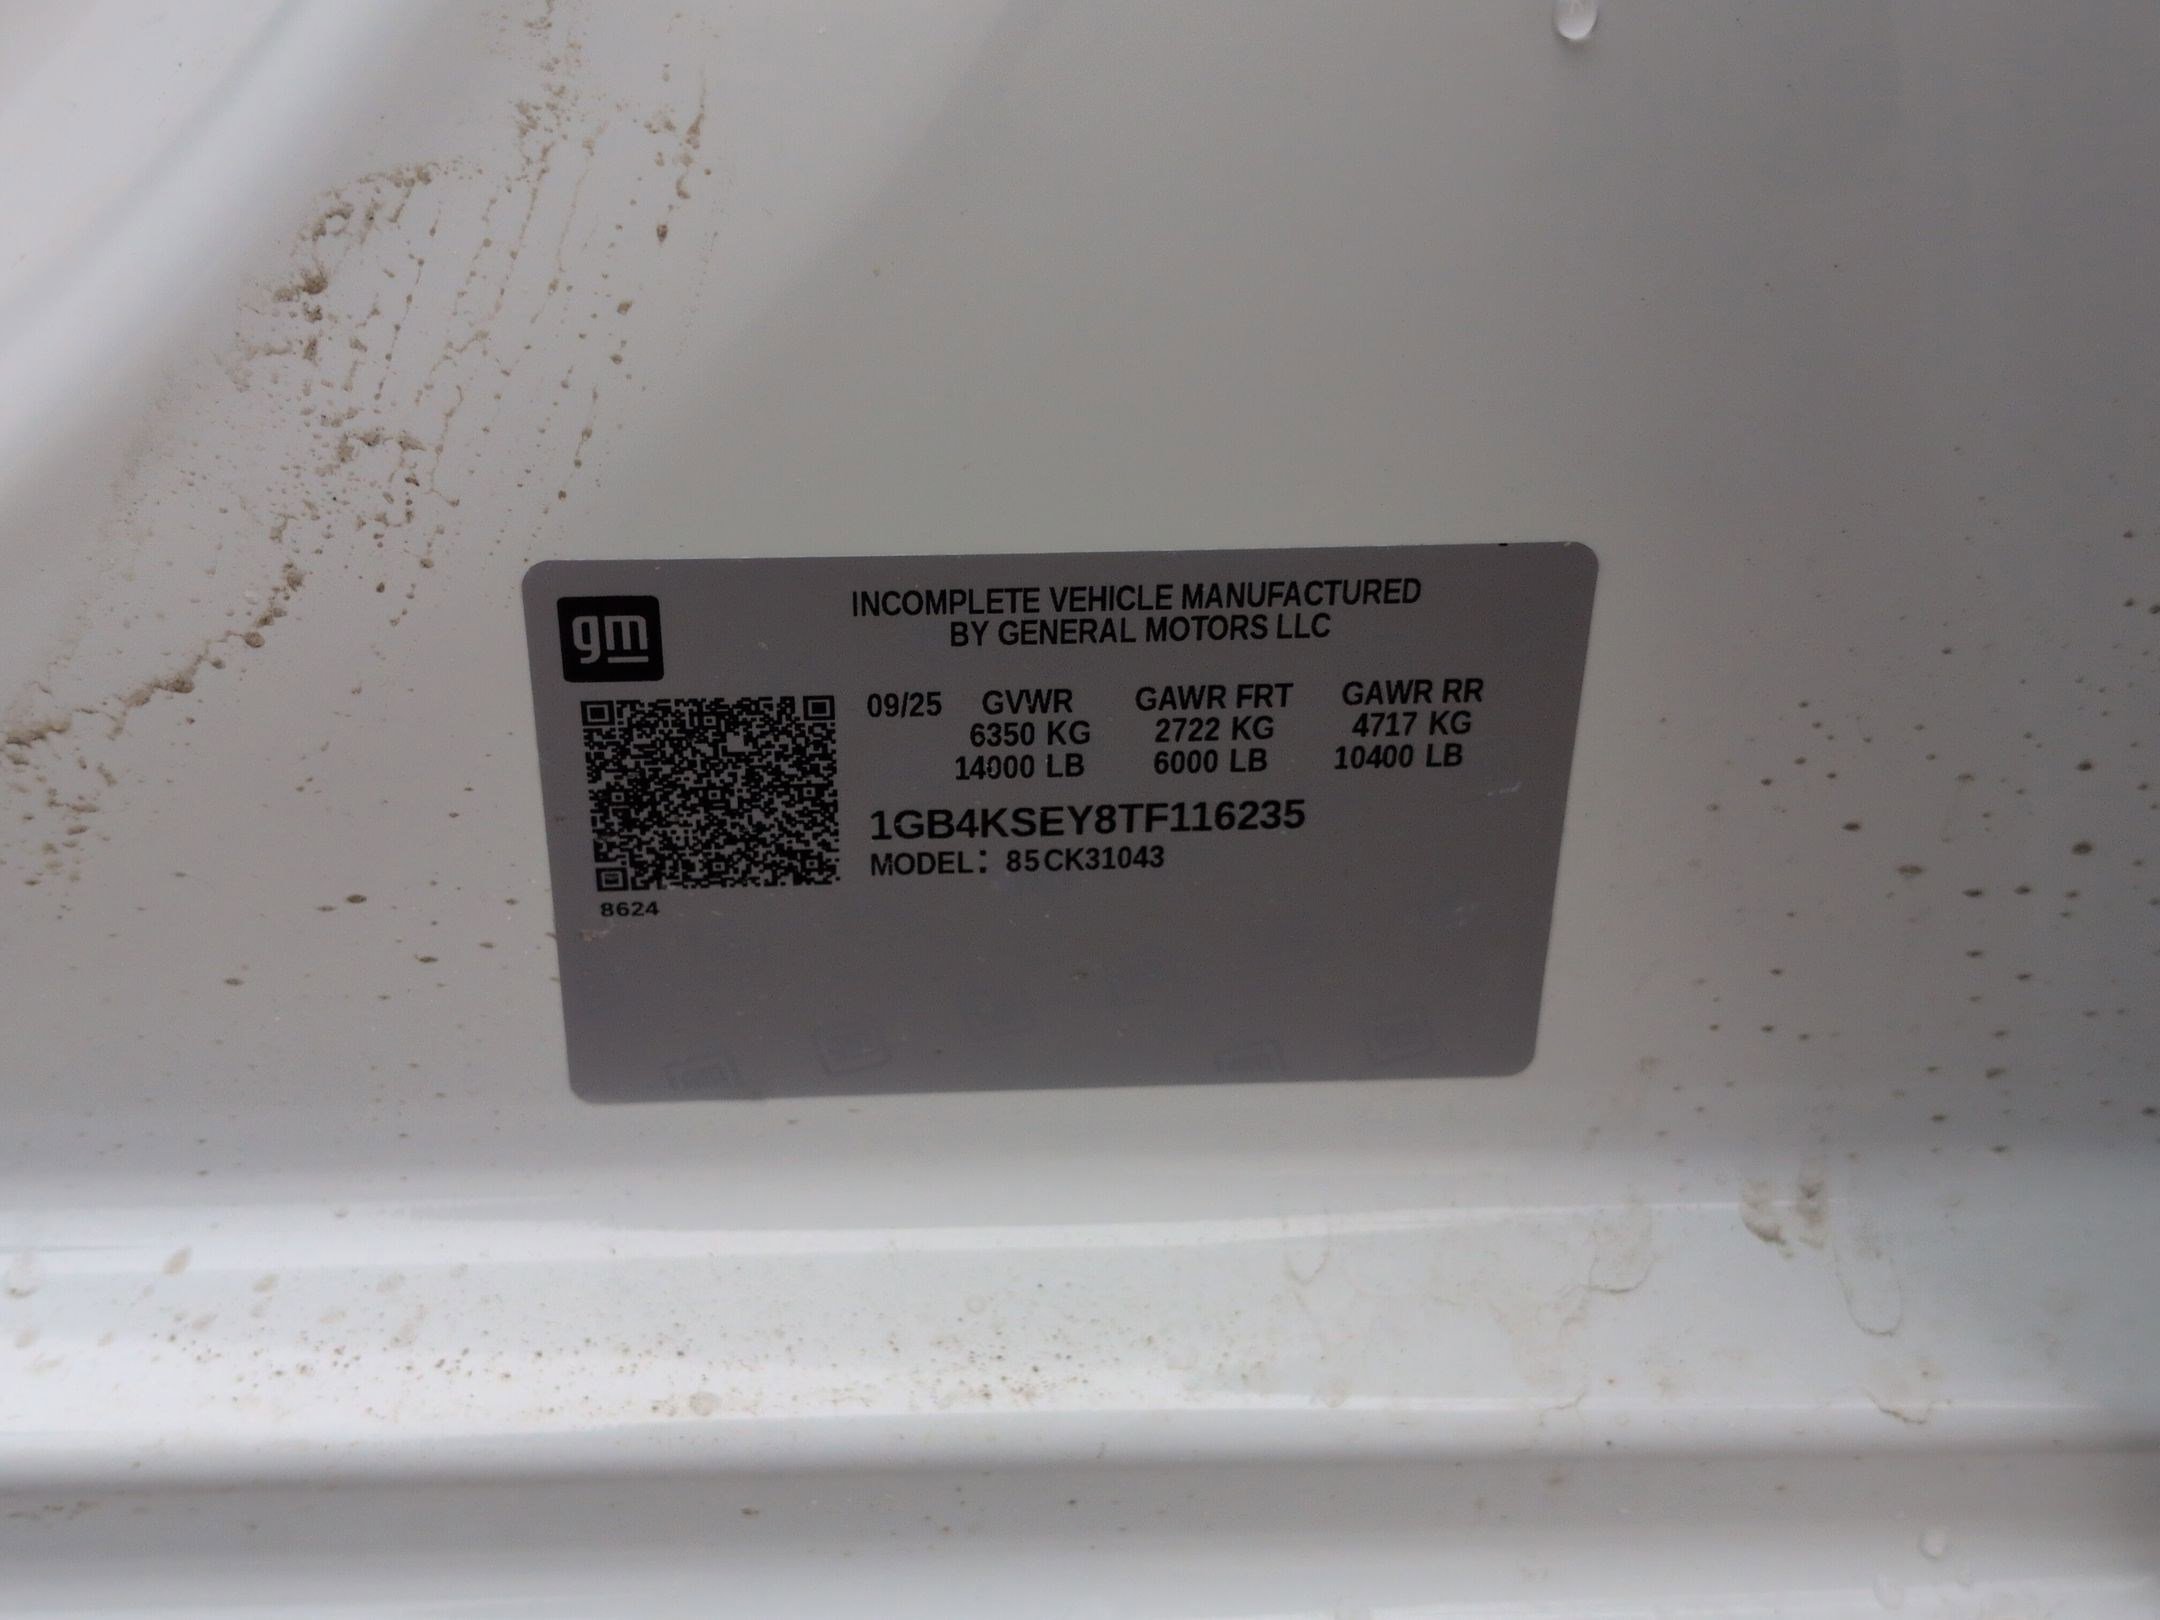 gm
INCOMPLETE VEHICLE MANUFACTURED
BY GENERAL MOTORS LLC
09/25 GVWR GAWR FRT GAWR RR
6350 KG 2722 KG 4717 KG
14000 LB 6000 LB 10400 LB
1GB4KSEY8TF116235
MODEL: 85CK31043
8624